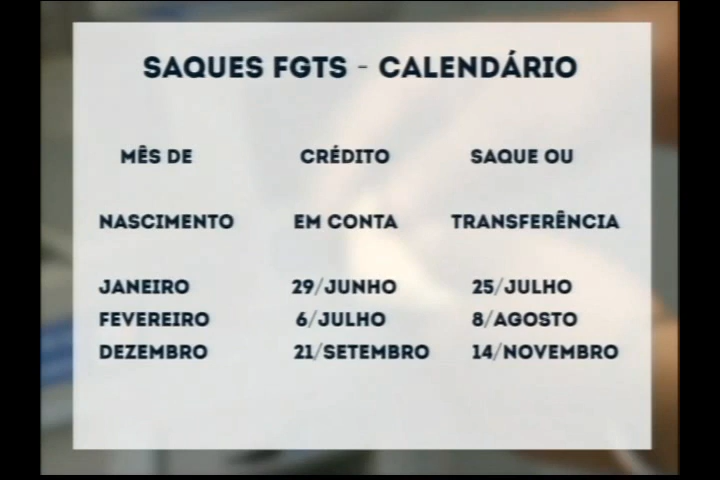 SAQUES FGTS - CALENDÁRIO
MÊS DE CRÉDITO SAQUE OU
NASCIMENTO EM CONTA TRANSFERÊNCIA
JANEIRO 29/JUNHO 25/JULHO
FEVEREIRO 6/JULHO 8/AGOSTO
DEZEMBRO 21/SETEMBRO 14/NOVEMBRO